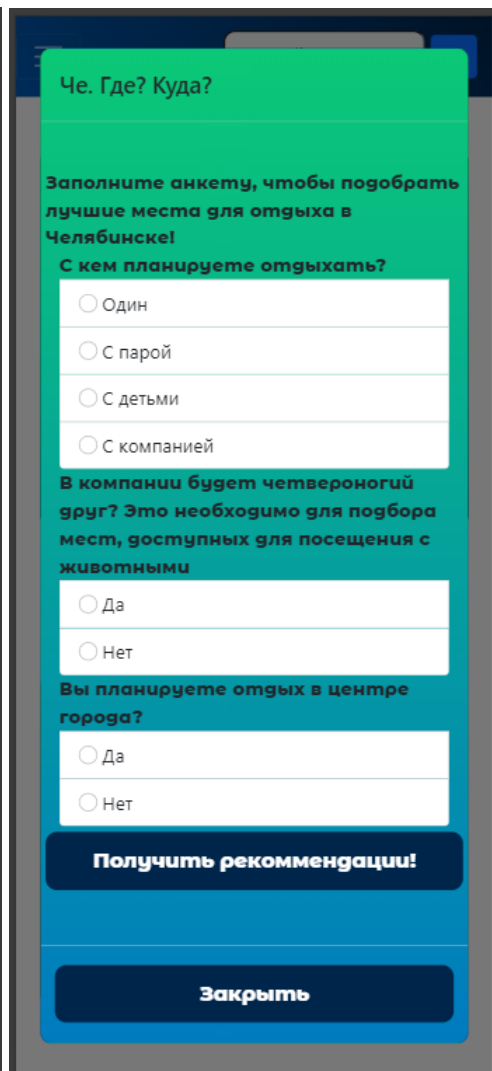 Че. Где? Куда?
Заполните анкету, чтобы подобрать
лучшие места для отдыха в
Челябинске!
С кем планируете отдыхать?
Один
С парой
С детьми
С компанией
В компании будет четвероногий
друг? Это необходимо для подбора
мест, доступных для посещения с
животными
Да
Нет
Вы планируете отдых в центре
города?
Да
Нет
Получить рекоммендации!
Закрыть